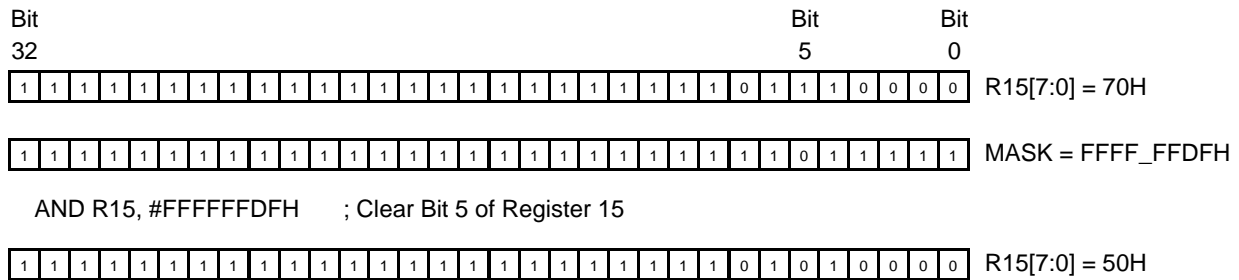 Bit Bit Bit
32 5 0
1 1 1 1 1 1 1 1 1 1 1 1 1 1 1 1 1 1 1 1 1 1 1 1 0 1 1 1 0 0 0 0 R15[7:0] = 70H
1 1 1 1 1 1 1 1 1 1 1 1 1 1 1 1 1 1 1 1 1 1 1 1 1 1 0 1 1 1 1 1 MASK = FFFF_FFDFH
AND R15, #FFFFFFDFH ; Clear Bit 5 of Register 15
1 1 1 1 1 1 1 1 1 1 1 1 1 1 1 1 1 1 1 1 1 1 1 1 0 1 0 1 0 0 0 0 R15[7:0] = 50H